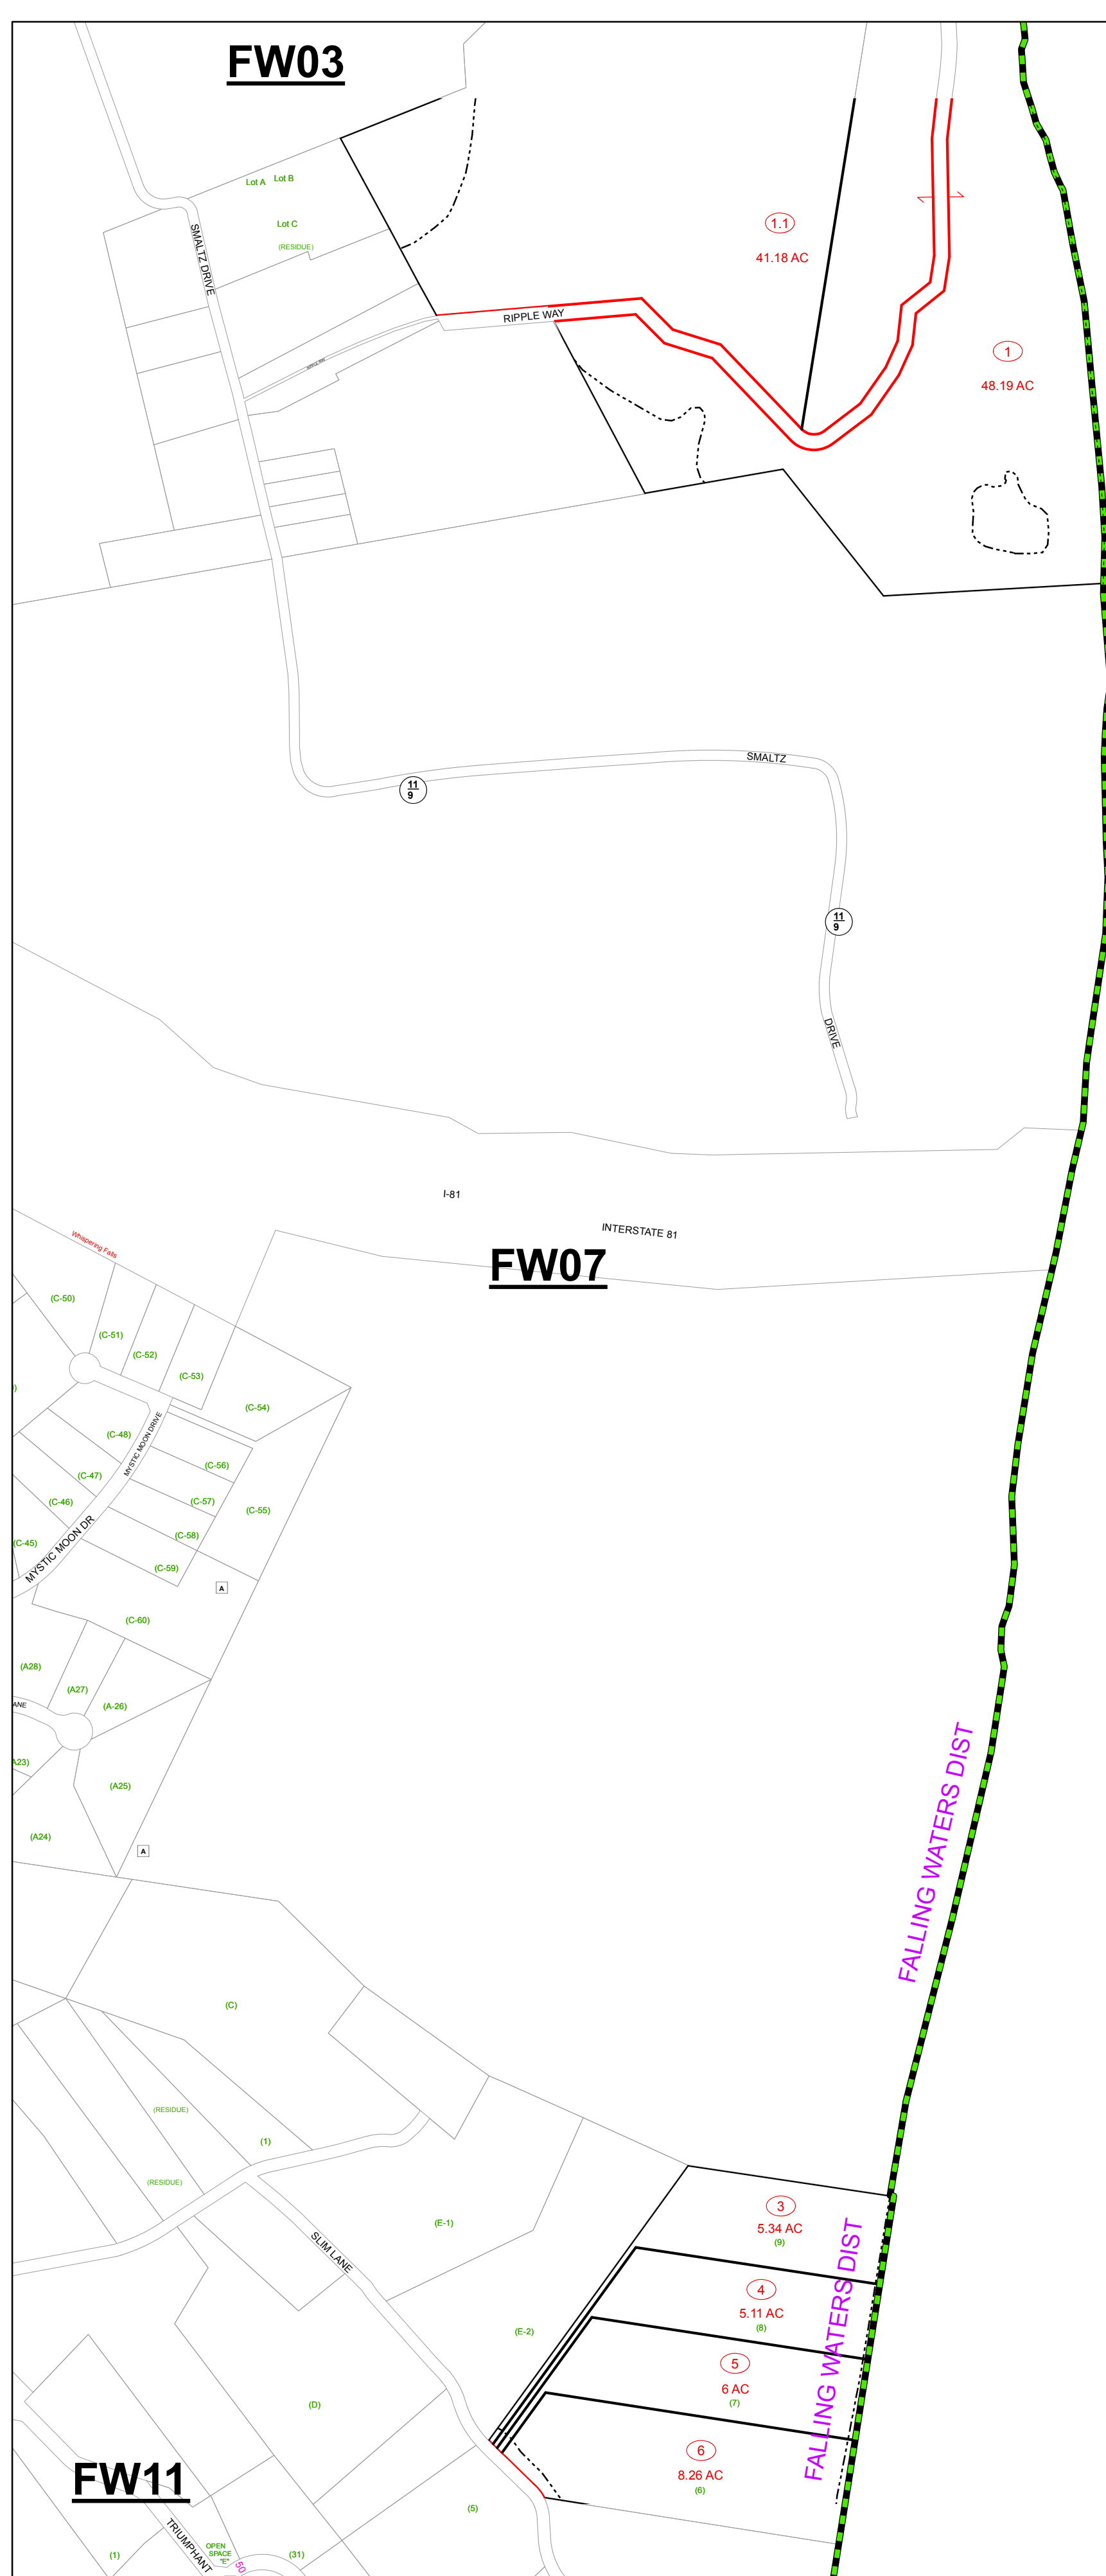 FW03
Lot A
Lot B
Lot C
(RESIDUE)
SMALTZ DRIVE
RIPPLE WAY
1.1
41.18 AC
1
48.19 AC
SMALTZ
11
9
11
9
DRIVE
I-81
INTERSTATE 81
FW07
Whispering Falls
(C-50)
(C-51)
(C-52)
(C-53)
(C-54)
(C-48)
MYSTIC MOON DRIVE
(C-47)
(C-56)
(C-46)
(C-57)
(C-55)
(C-58)
(C-45)
MYSTIC MOON DR
(C-59)
A
(C-60)
(A28)
(A27)
(A-26)
ANE
A23)
(A25)
(A24)
A
FALLING WATERS DIST
(C)
(RESIDUE)
(1)
(RESIDUE)
(E-1)
SLIM LANE
3
5.34 AC
(9)
4
5.11 AC
(8)
(E-2)
5
6 AC
(7)
FALLING WATERS DIST
(D)
6
8.26 AC
(6)
FW11
(5)
TRIUMPHANT
OPEN
SPACE
"E"
50
(31)
(1)